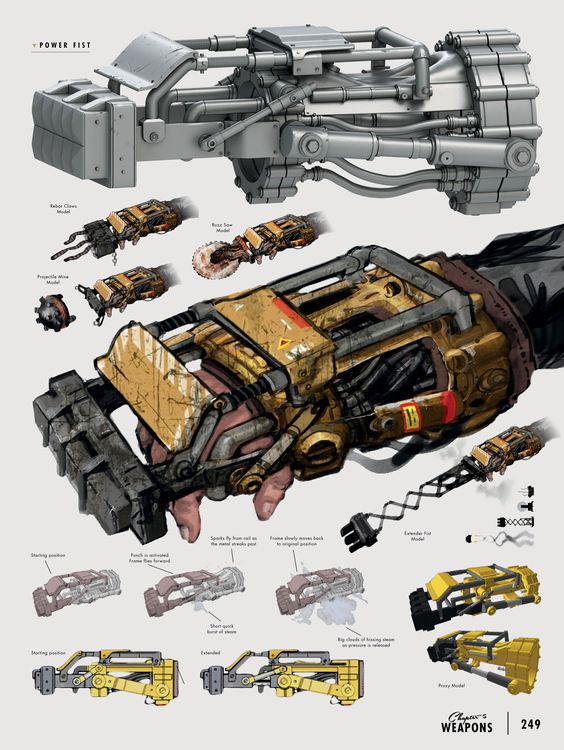 POWER FIST
Rebar Claws
Model
Buzz Saw
Model
Projectile Mine
Model
Extender Fist
Model
Starting position
Punch is activated.
Frame flies forward.
Sparks fly from rail as
the metal streaks past
Frame slowly moves back
to original position
Short quick
burst of steam
Big clouds of hissing steam
as pressure is released
Starting position
Extended
Proxy Model
Chapter 5
WEAPONS
249